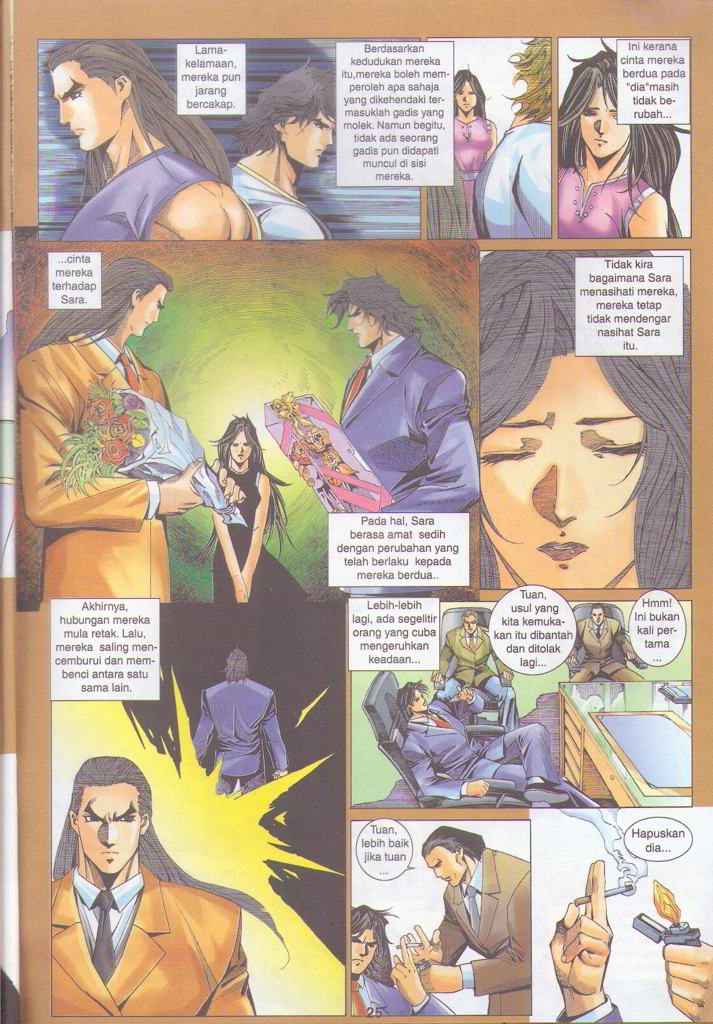 Lama-
kelamaan,
mereka pun
jarang
bercakap.
Berdasarkan
kedudukan mereka
itu,mereka boleh mem-
peroleh apa sahaja
yang dikehendaki ter-
masuklah gadis yang
molek. Namun begitu,
tidak ada seorang
gadis pun didapati
muncul di sisi
mereka.
Ini kerana
cinta mereka
berdua pada
"dia"masih
tidak be-
rubah...
...cinta
mereka
terhadap
Sara.
Pada hal, Sara
berasa amat sedih
dengan perubahan yang
telah berlaku kepada
mereka berdua..
Tidak kira
bagaimana Sara
menasihati mereka,
mereka tetap
tidak mendengar
nasihat Sara
itu.
Akhirnya,
hubungan mereka
mula retak. Lalu,
mereka saling men-
cemburui dan mem-
benci antara satu
sama lain.
Lebih-lebih
lagi, ada segelitir
orang yang cuba
mengeruhkan
keadaan...
Tuan,
usul yang
kita kemuka-
kan itu dibantah
dan ditolak
lagi...
Hmm!
Ini bukan
kali per-
tama
...
Tuan,
lebih baik
jika tuan
...
Hapuskan
dia...
25